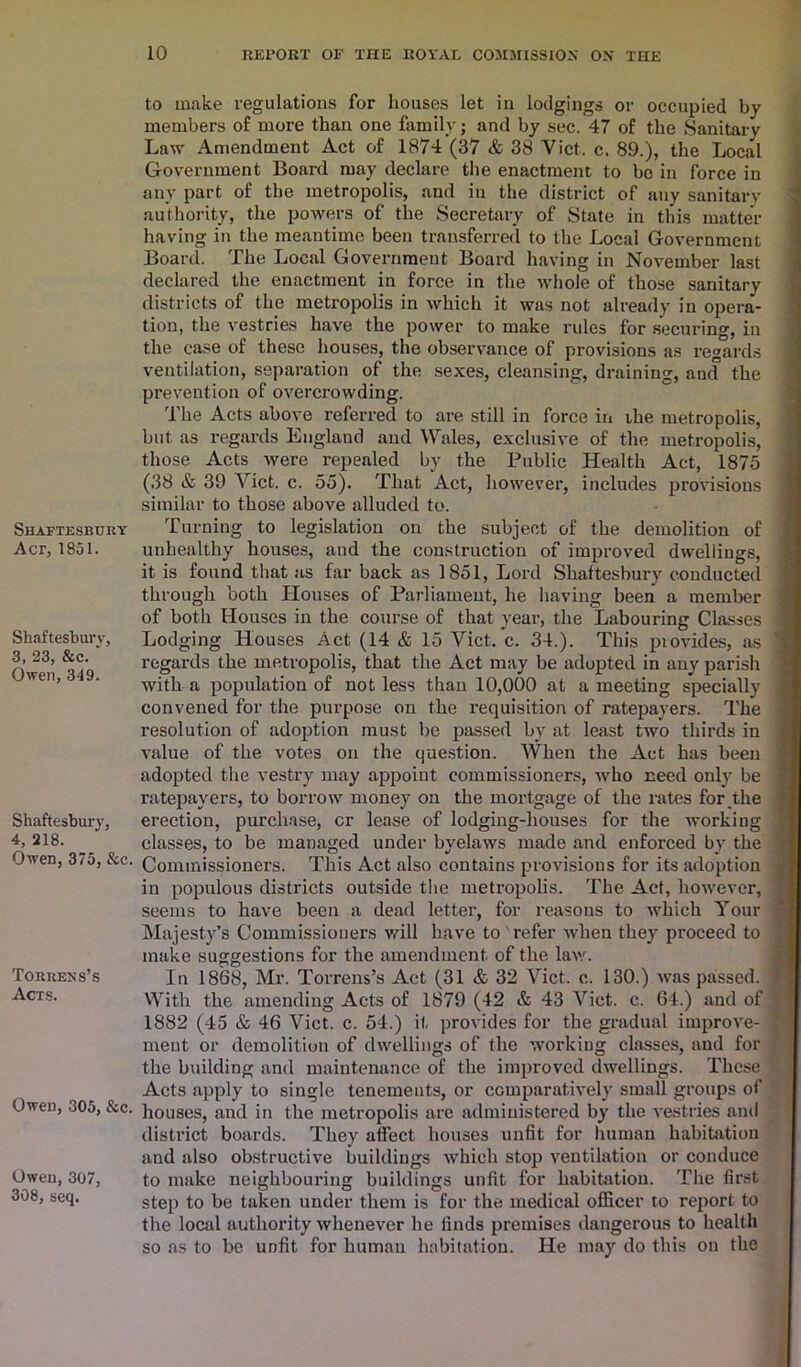 10 REPORT OF THE ROYAL COMMISSION ON THE
to make regulations for houses let in lodgings or occupied by
members of more than one family; and by sec. 47 of the Sanitary
Law Amendment Act of 1874 (37 & 38 Vict. c. 89.), the Local
Government Board may declare the enactment to be in force in
any part of the metropolis, and in the district of any sanitary
authority, the powers of the Secretary of State in this matter
having in the meantime been transferred to the Local Government
Board. The Local Government Board having in November last
declared the enactment in force in the whole of those sanitary
districts of the metropolis in which it was not already in opera-
tion, the vestries have the power to make rules for securing, in
the case of these houses, the observance of provisions as regards
ventilation, separation of the sexes, cleansing, draining, and the
prevention of overcrowding.
The Acts above referred to are still in force in the metropolis,
but as regards England and Wales, exclusive of the metropolis,
those Acts were repealed by the Public Health Act, 1875
(38 & 39 Vict. c. 55). That Act, however, includes provisions
similar to those above alluded to.
SHAFTESBURY
ACT, 1851.
Turning to legislation on the subject of the demolition of
unhealthy houses, and the construction of improved dwellings,
it is found that as far back as 1851, Lord Shaftesbury conducted
through both Houses of Parliament, he having been a member
of both Houses in the course of that year, the Labouring Classes
Shaftesbury,
3, 23, &c.
Owen, 349.
Lodging Houses Act (14 & 15 Vict. c. 34.). This provides, as
regards the metropolis, that the Act may be adopted in any parish
with a population of not less than 10,000 at a meeting specially
convened for the purpose on the requisition of ratepayers. The
resolution of adoption must be passed by at least two thirds in
value of the votes on the question. When the Act has been
adopted the vestry may appoint commissioners, who need only be
ratepayers, to borrow money on the mortgage of the rates for the
Shaftesbury,
4, 218.
Owen, 375, &c.
erection, purchase, or lease of lodging-houses for the working
classes, to be managed under byelaws made and enforced by the
Commissioners. This Act also contains provisions for its adoption
in populous districts outside the metropolis. The Act, however,
seems to have been a dead letter, for reasons to which Your
Majesty's Commissioners will have to refer when they proceed to
make suggestions for the amendment of the law.
TORRENS'S
ACTS.
In 1868, Mr. Torrens's Act (31 & 32 Vict. c. 130.) was passed.
With the amending Acts of 1879 (42 & 43 Vict. c. 64.) and of
1882 (45 & 46 Vict. c. 54.) it provides for the gradual improve-
ment or demolition of dwellings of the working classes, and for
the building and maintenance of the improved dwellings. These
Acts apply to single tenements, or comparatively small groups of
Owen, 305, &c.
houses, and in the metropolis are administered by the vestries and
district boards. They affect houses unfit for human habitation
and also obstructive buildings which stop ventilation or conduce
Owen, 307,
308, seq.
to make neighbouring buildings unfit for habitation. The first
step to be taken under them is for the medical officer to report to
the local authority whenever he finds premises dangerous to health
so as to be unfit for human habitation. He may do this on the